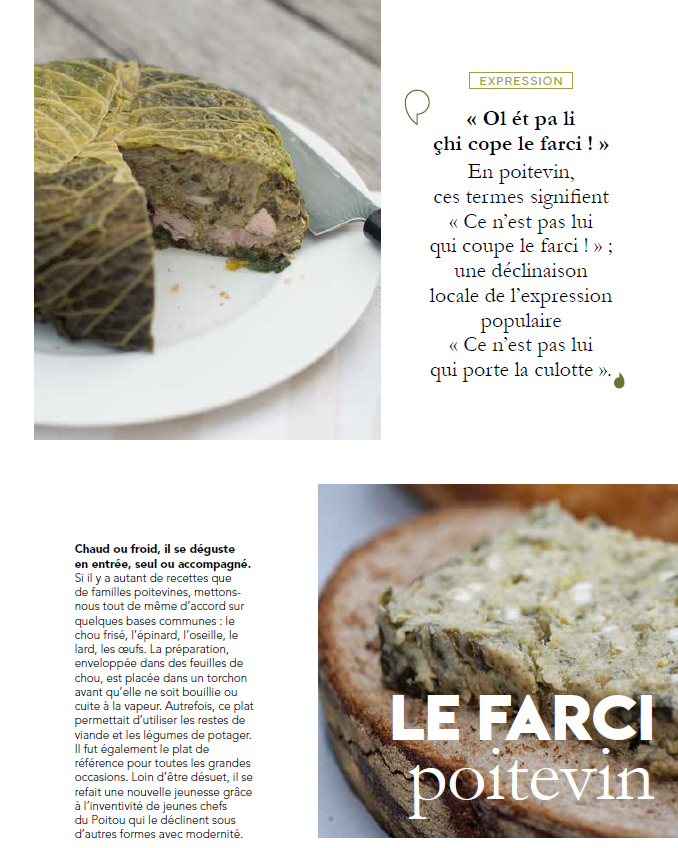 EXPRESSION
« Ol ét pa li
çhi cope le farci ! »
En poitevin,
ces termes signifient
« Ce n’est pas lui
qui coupe le farci ! » ;
une déclinaison
locale de l’expression
populaire
« Ce n’est pas lui
qui porte la culotte ».
Chaud ou froid, il se déguste
en entrée, seul ou accompagné.
Si il y a autant de recettes que
de familles poitevines, mettons-
nous tout de même d’accord sur
quelques bases communes : le
chou frisé, l’épinard, l’oseille, le
lard, les œufs. La préparation,
enveloppée dans des feuilles de
chou, est placée dans un torchon
avant qu’elle ne soit bouillie ou
cuite à la vapeur. Autrefois, ce plat
permettait d’utiliser les restes de
viande et les légumes de potager.
Il fut également le plat de
référence pour toutes les grandes
occasions. Loin d’être désuet, il se
refait une nouvelle jeunesse grâce
à l’inventivité de jeunes chefs
du Poitou qui le déclinent sous
d’autres formes avec modernité.
LE FARCI
poitevin